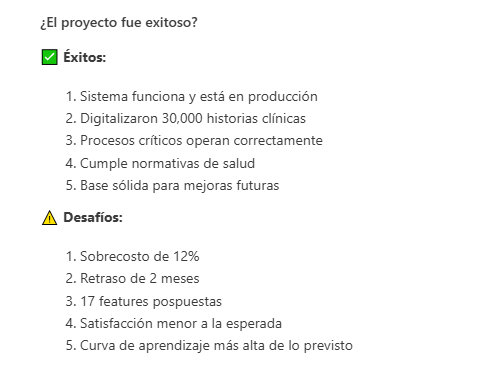 ¿El proyecto fue exitoso?
✅ Éxitos:
1. Sistema funciona y está en producción
2. Digitalizaron 30,000 historias clínicas
3. Procesos críticos operan correctamente
4. Cumple normativas de salud
5. Base sólida para mejoras futuras
⚠ Desafíos:
1. Sobrecosto de 12%
2. Retraso de 2 meses
3. 17 features pospuestas
4. Satisfacción menor a la esperada
5. Curva de aprendizaje más alta de lo previsto